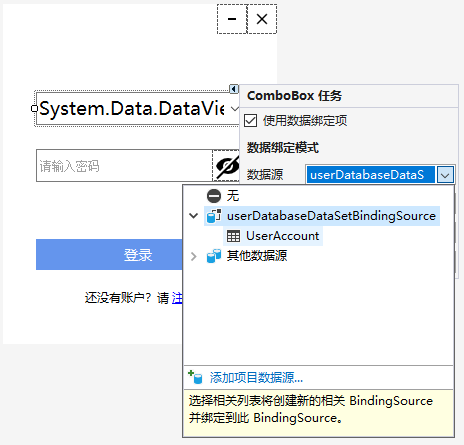 System.Data.DataVie
ComboBox 任务
使用数据绑定项
数据绑定模式
请输入密码
数据源
userDatabaseDataS
无
userDatabaseDataSetBindingSource
UserAccount
登录
其他数据源
还没有账户？请 注
添加项目数据源...
选择相关列表将创建新的相关 BindingSource
并绑定到此 BindingSource。